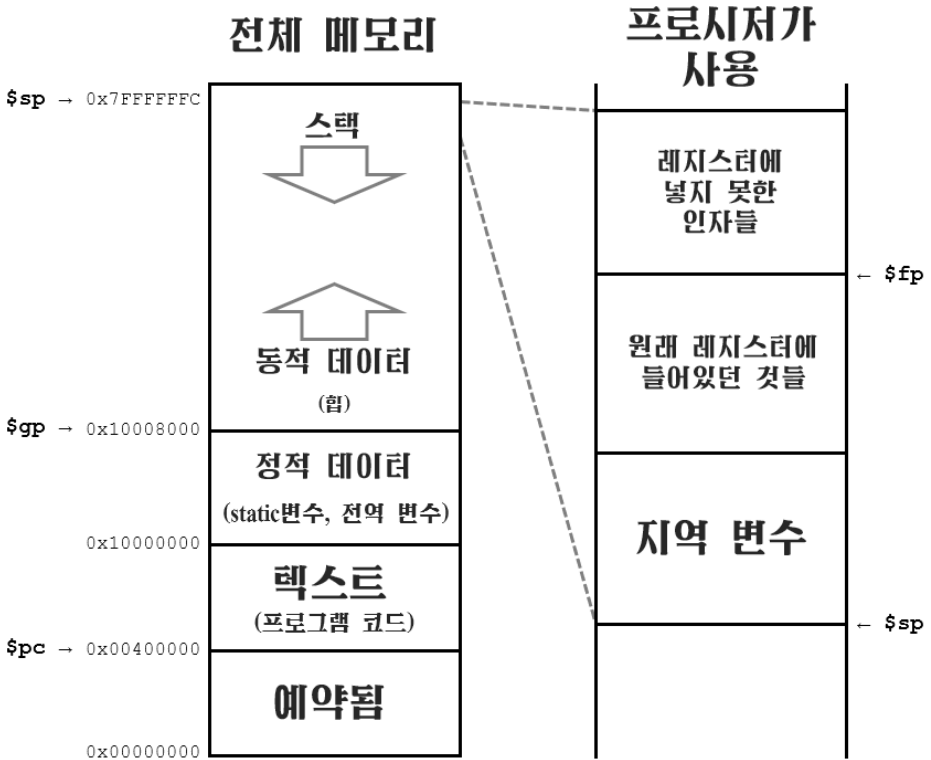 전체 메모리
$sp → 0x7FFFFFFC
스택
동적 데이터
(힙)
$gp → 0x10008000
정적 데이터
(static변수, 전역 변수)
0x10000000
텍스트
(프로그램 코드)
$pc → 0x00400000
예약됨
0x00000000
프로시저가
사용
레지스터에
넣지 못한
인자들
← $fp
원래 레지스터에
들어있던 것들
지역 변수
← $sp